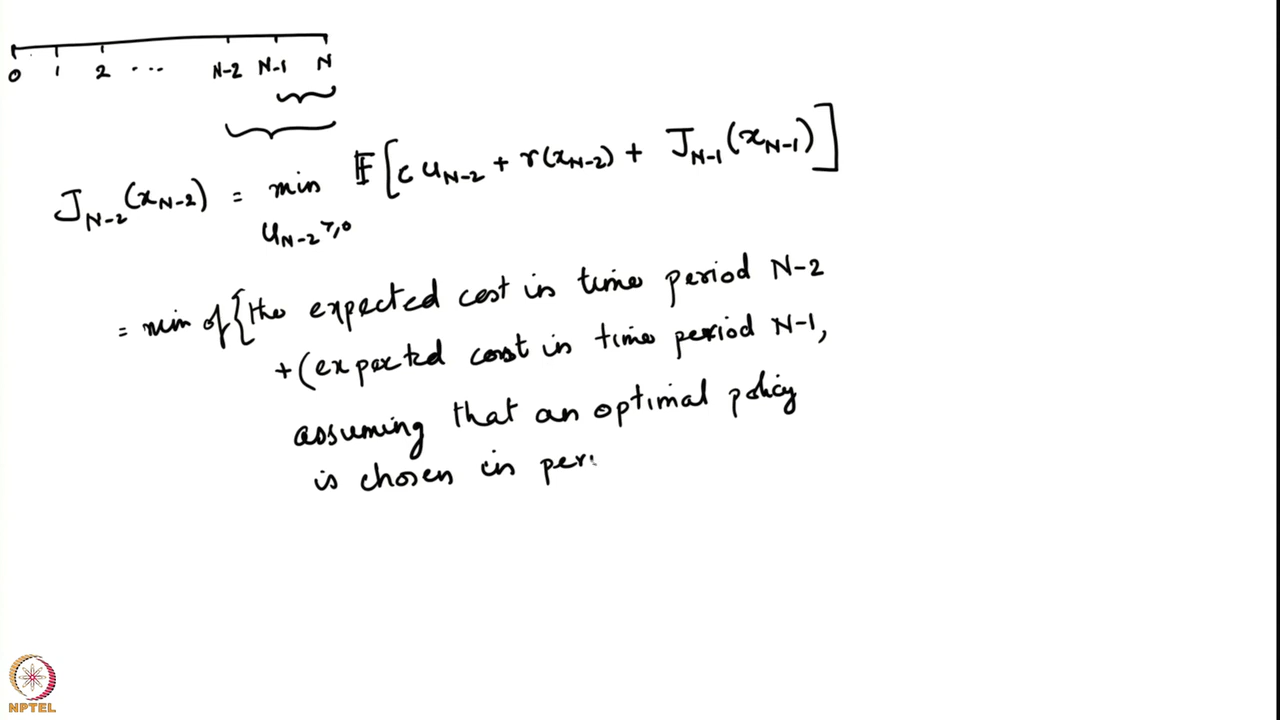 0 1 2 ... N-2 N-1 N
J_{N-2}(x_{N-2}) = min_{u_{N-2} ≥ 0} E[c u_{N-2} + r(x_{N-2}) + J_{N-1}(x_{N-1})]
= min of {the expected cost in time period N-2
+ (expected cost in time period N-1,
assuming that an optimal policy
is chosen in peri
NPTEL